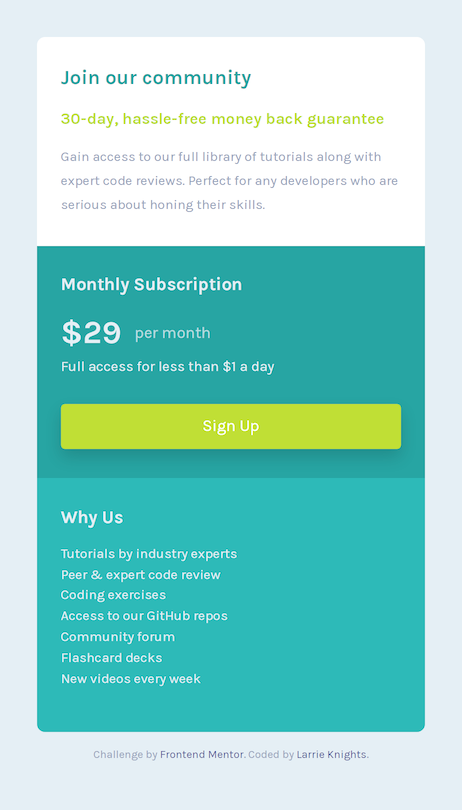 Join our community
30-day, hassle-free money back guarantee
Gain access to our full library of tutorials along with
expert code reviews. Perfect for any developers who are
serious about honing their skills.
Monthly Subscription
$29 per month
Full access for less than $1 a day
Sign Up
Why Us
Tutorials by industry experts
Peer & expert code review
Coding exercises
Access to our GitHub repos
Community forum
Flashcard decks
New videos every week
Challenge by Frontend Mentor. Coded by Larrie Knights.